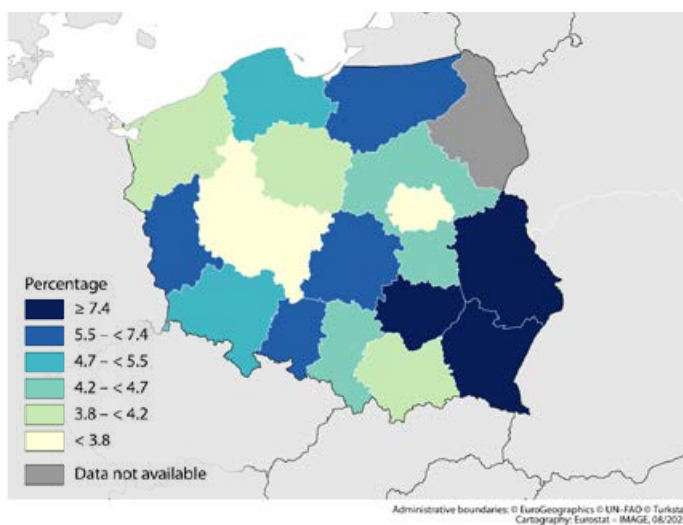 Percentage
≥ 7.4
5.5 – < 7.4
4.7 – < 5.5
4.2 – < 4.7
3.8 – < 4.2
< 3.8
Data not available
Administrative boundaries: © EuroGeographics © UN–FAO © Turksta
Cartography: Eurostat – IMAGE, 08/202